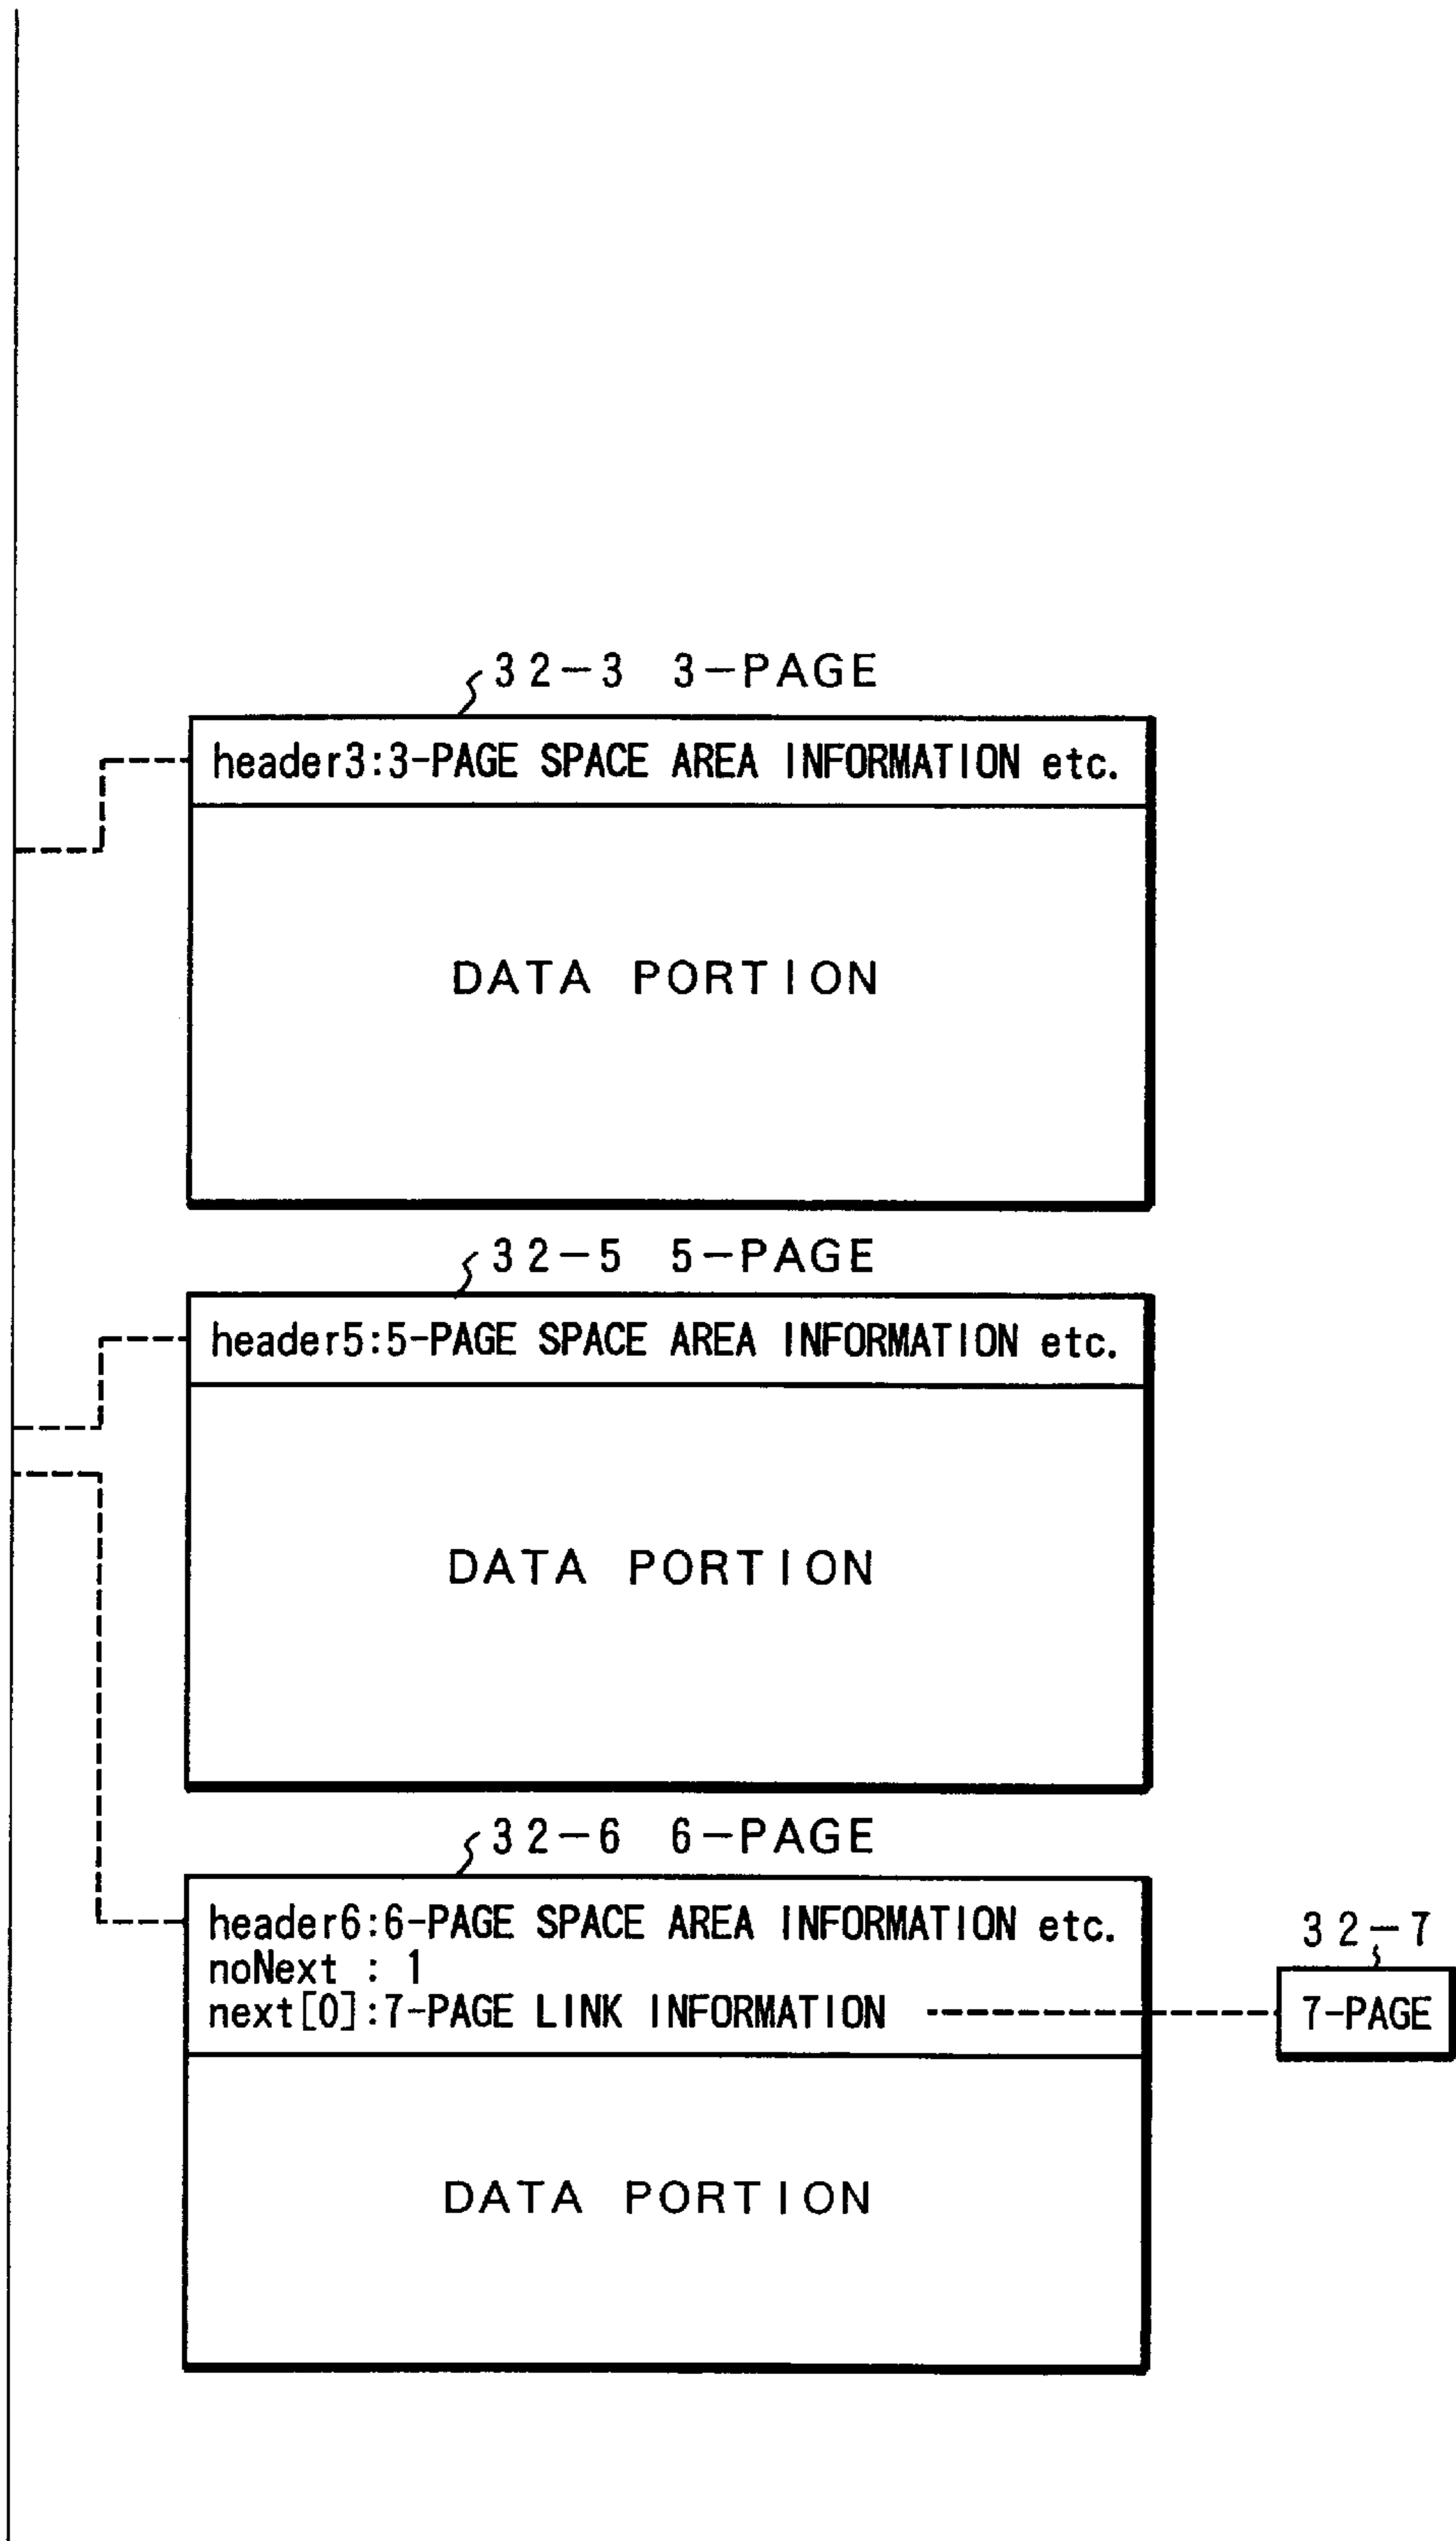 32-3 3-PAGE
header3:3-PAGE SPACE AREA INFORMATION etc.
DATA PORTION
32-5 5-PAGE
header5:5-PAGE SPACE AREA INFORMATION etc.
DATA PORTION
32-6 6-PAGE
header6:6-PAGE SPACE AREA INFORMATION etc.
noNext : 1
next[0]:7-PAGE LINK INFORMATION
32-7
7-PAGE
DATA PORTION